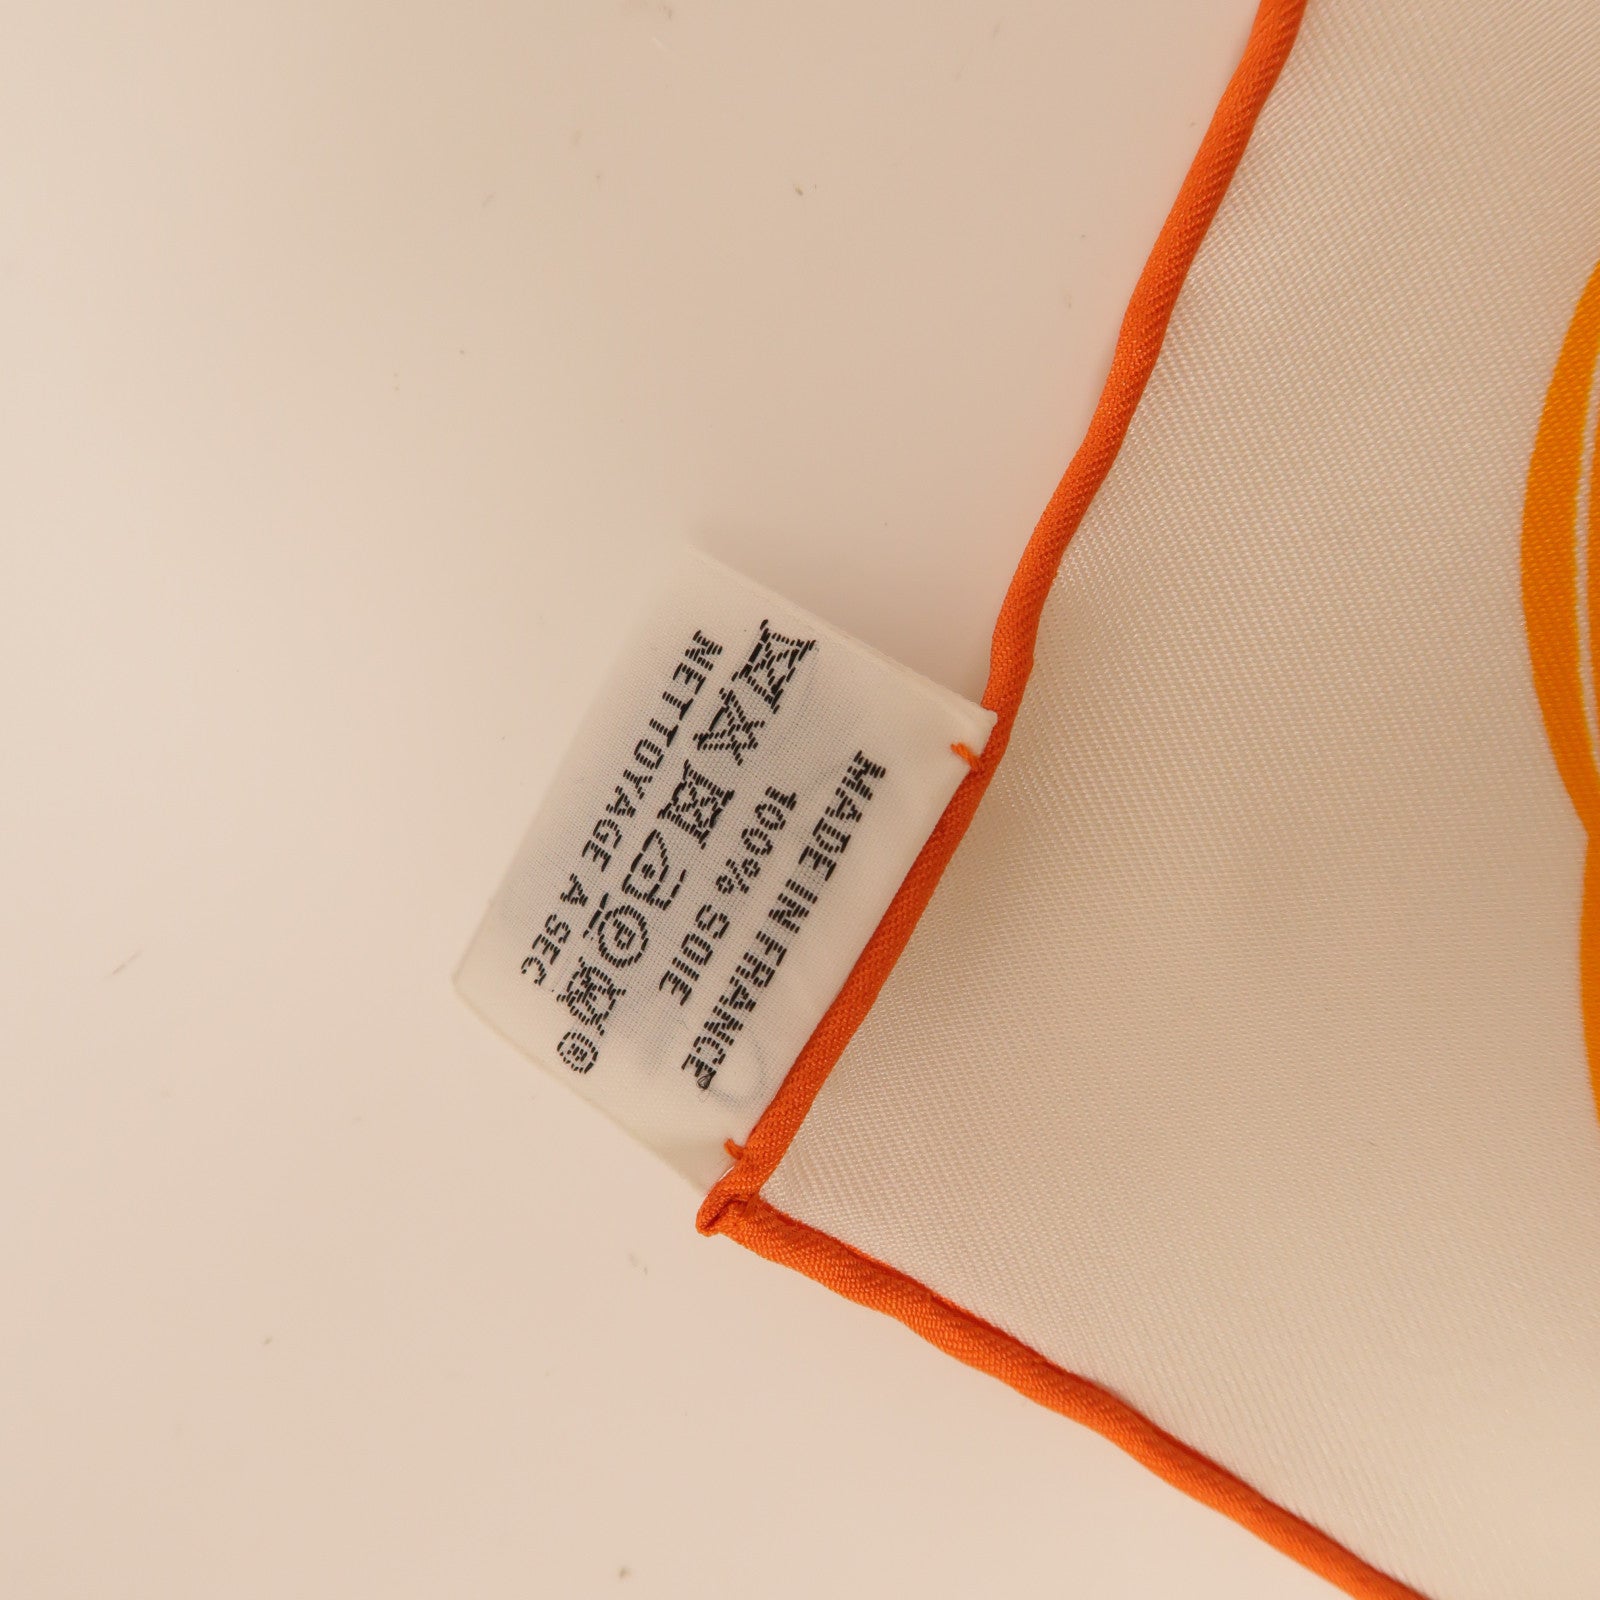 MADE IN FRANCE
100% SOIE
NETTOYAGE A SEC